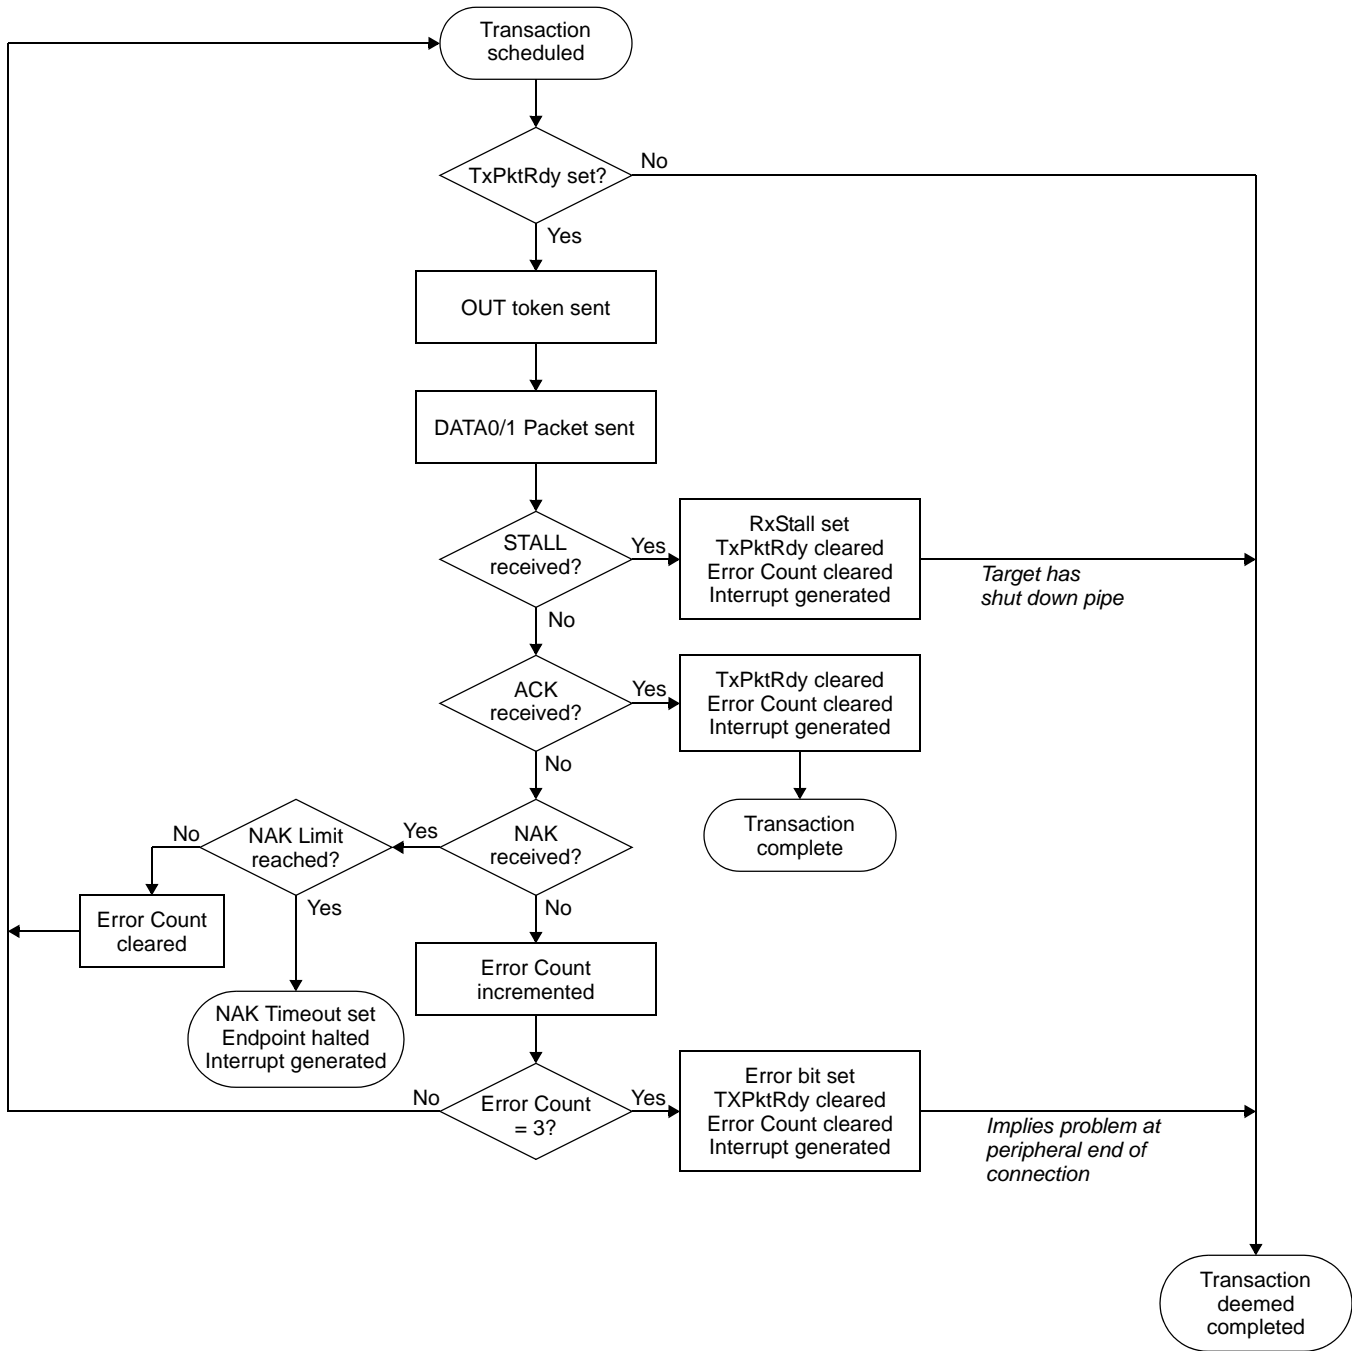 Transaction
scheduled
TxPktRdy set?
No
Yes
OUT token sent
DATA0/1 Packet sent
STALL
received?
Yes
RxStall set
TxPktRdy cleared
Error Count cleared
Interrupt generated
Target has
shut down pipe
No
ACK
received?
Yes
TxPktRdy cleared
Error Count cleared
Interrupt generated
No
Transaction
complete
NAK
received?
Yes
NAK Limit
reached?
No
Error Count
cleared
Yes
NAK Timeout set
Endpoint halted
Interrupt generated
No
Error Count
incremented
Error Count
= 3?
No
Yes
Error bit set
TXPktRdy cleared
Error Count cleared
Interrupt generated
Implies problem at
peripheral end of
connection
Transaction
deemed
completed